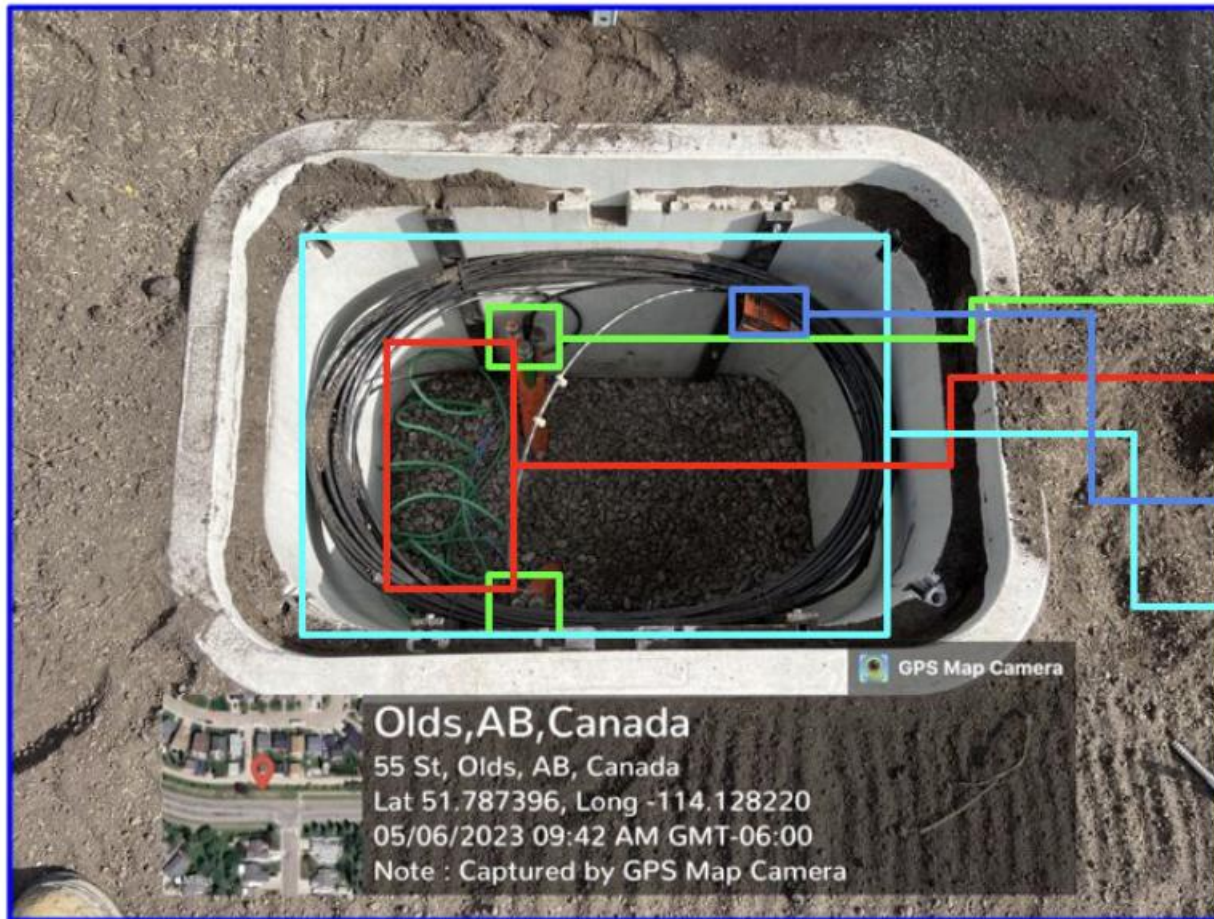 GPS Map Camera
Olds,AB,Canada
55 St, Olds, AB, Canada
Lat 51.787396, Long -114.128220
05/06/2023 09:42 AM GMT-06:00
Note : Captured by GPS Map Camera